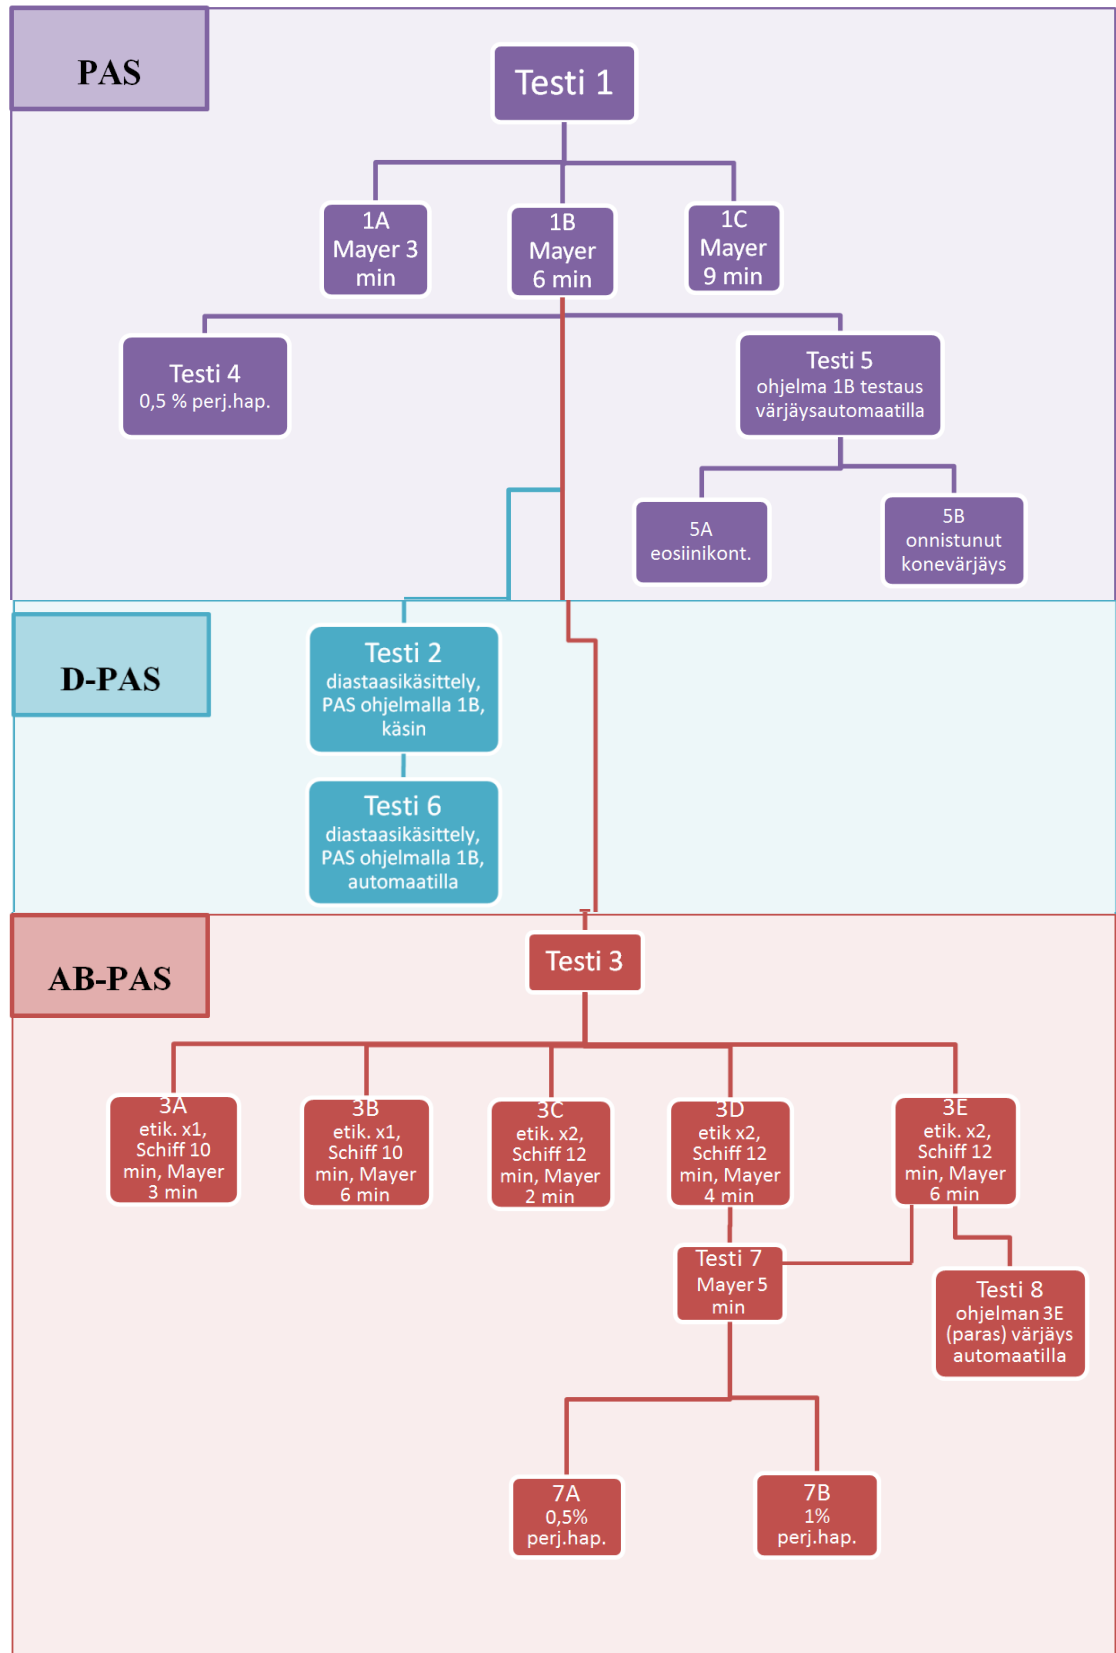 PAS
Testi 1
1A
Mayer 3
min
1B
Mayer
6 min
1C
Mayer
9 min
Testi 4
0,5 % perj.hap.
Testi 5
ohjelma 1B testaus
värjäysautomaatilla
5A
eosiinikont.
5B
onnistunut
konevärjäys
D-PAS
Testi 2
diastaasikäsittely,
PAS ohjelmalla 1B,
käsin
Testi 6
diastaasikäsittely,
PAS ohjelmalla 1B,
automaatilla
AB-PAS
Testi 3
3A
etik. x1,
Schiff 10
min, Mayer
3 min
3B
etik. x1,
Schiff 10
min, Mayer
6 min
3C
etik. x2,
Schiff 12
min, Mayer
2 min
3D
etik x2,
Schiff 12
min, Mayer
4 min
3E
etik. x2,
Schiff 12
min, Mayer
6 min
Testi 7
Mayer 5
min
Testi 8
ohjelman 3E
(paras) värjäys
automaatilla
7A
0,5%
perj.hap.
7B
1%
perj.hap.